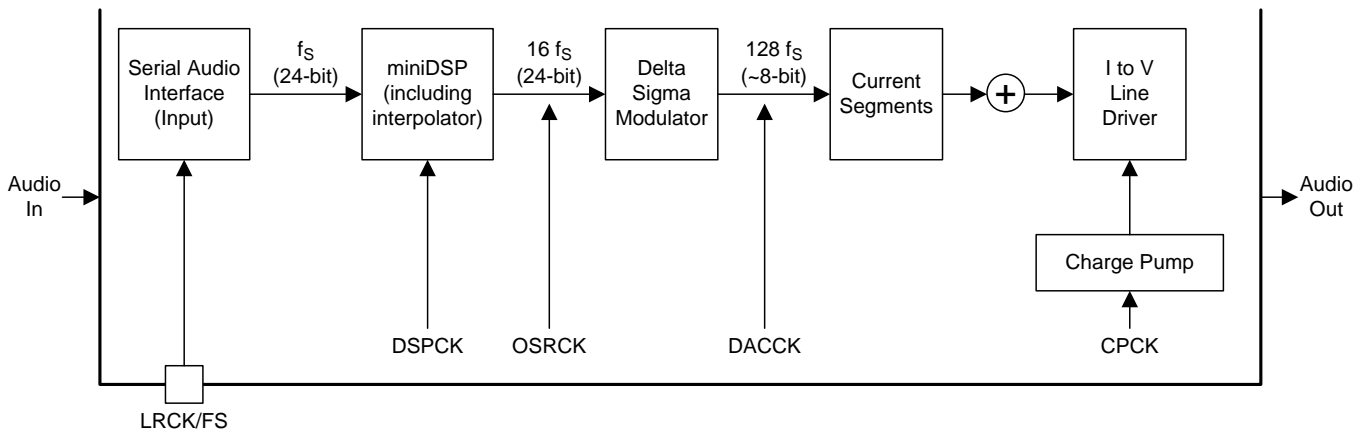 Serial Audio
Interface
(Input)
fS
(24-bit)
miniDSP
(including
interpolator)
16 fS
(24-bit)
Delta
Sigma
Modulator
128 fS
(~8-bit)
Current
Segments
+
I to V
Line
Driver
Audio
In
Audio
Out
Charge Pump
DSPCK
OSRCK
DACCK
CPCK
LRCK/FS